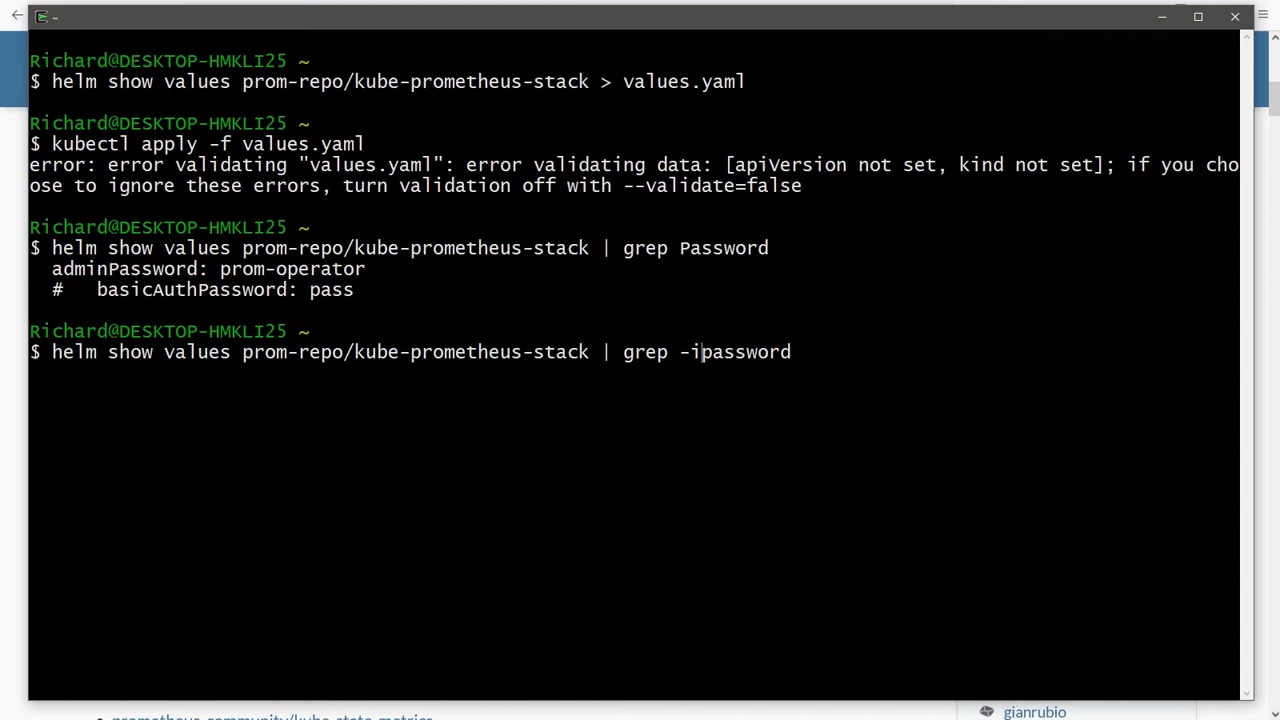 ~
Richard@DESKTOP-HMKLI25 ~
$ helm show values prom-repo/kube-prometheus-stack > values.yaml
Richard@DESKTOP-HMKLI25 ~
$ kubectl apply -f values.yaml
error: error validating "values.yaml": error validating data: [apiVersion not set, kind not set]; if you cho
ose to ignore these errors, turn validation off with --validate=false
Richard@DESKTOP-HMKLI25 ~
$ helm show values prom-repo/kube-prometheus-stack | grep Password
  adminPassword: prom-operator
  #   basicAuthPassword: pass
Richard@DESKTOP-HMKLI25 ~
$ helm show values prom-repo/kube-prometheus-stack | grep -ipassword
prometheus-community/kube-state-metrics
gianrubio